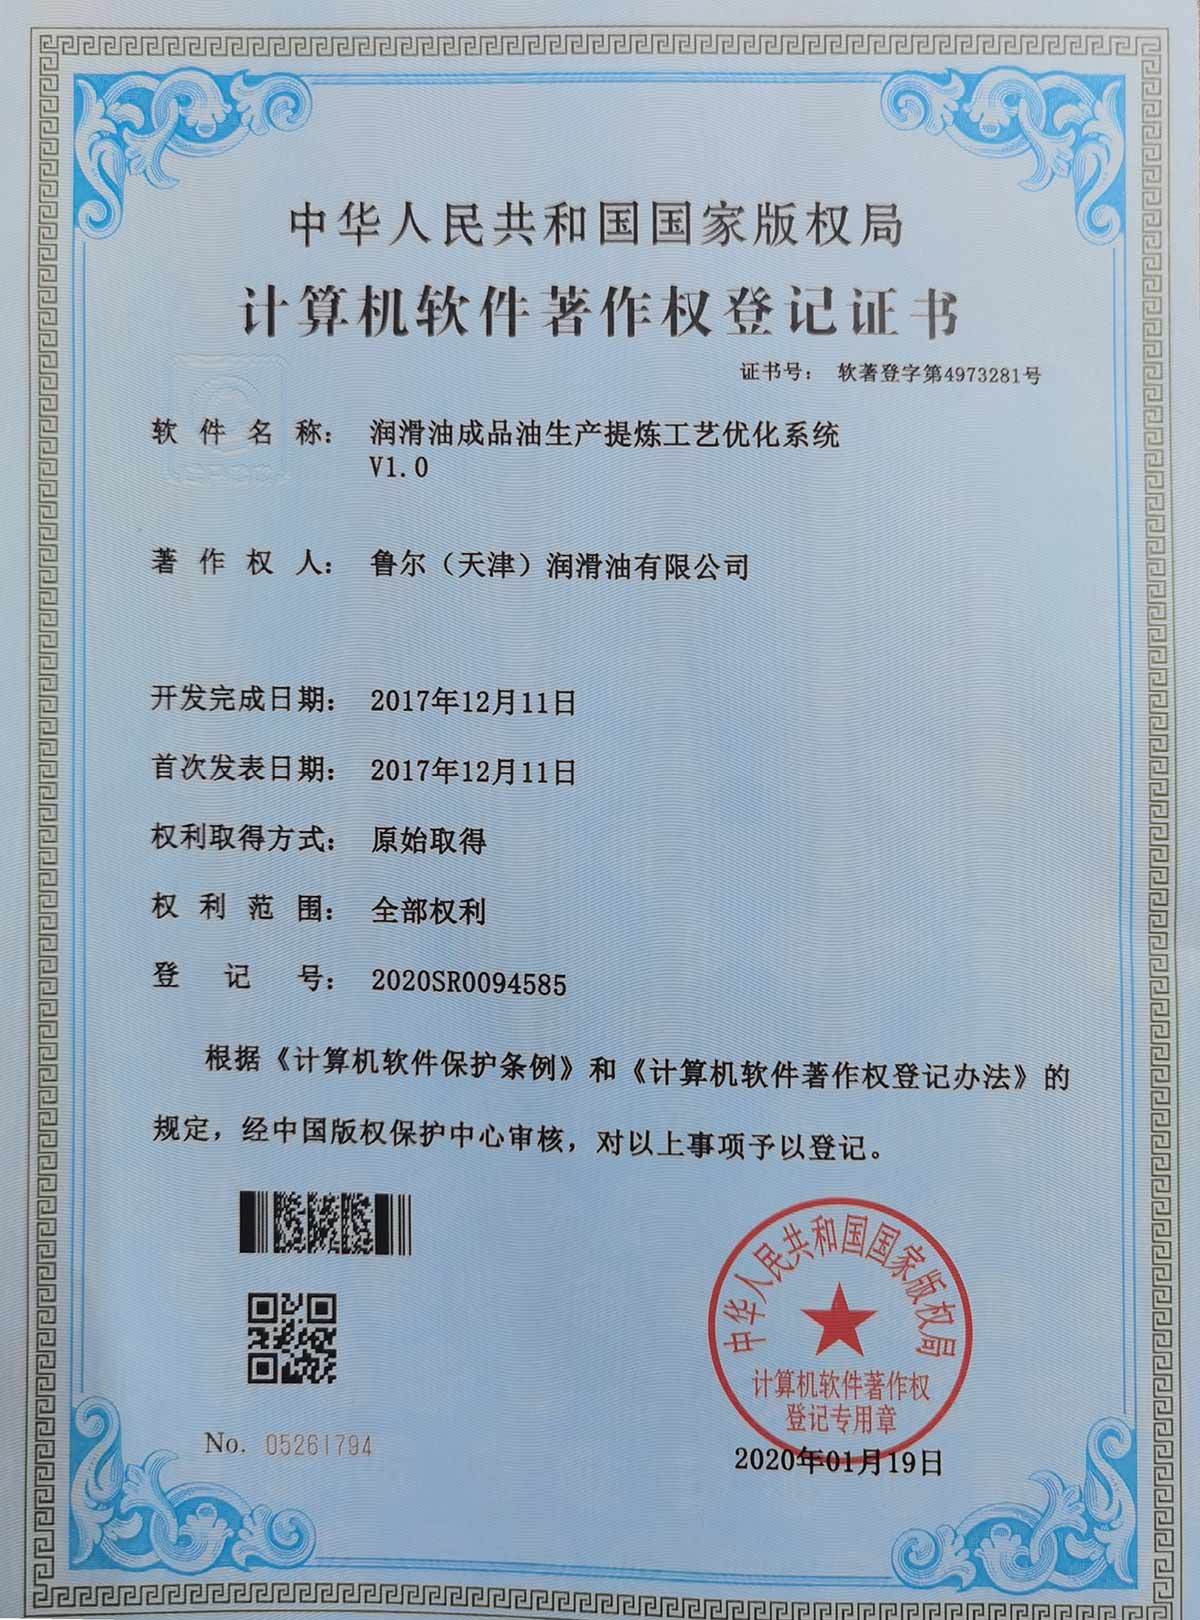 中华人民共和国国家版权局
计算机软件著作权登记证书
证书号： 软著登字第4973281号
软件名称： 润滑油成品油生产提炼工艺优化系统
V1.0
著作权人： 鲁尔（天津）润滑油有限公司
开发完成日期： 2017年12月11日
首次发表日期： 2017年12月11日
权利取得方式： 原始取得
权利范围： 全部权利
登记号： 2020SR0094585
根据《计算机软件保护条例》和《计算机软件著作权登记办法》的
规定，经中国版权保护中心审核，对以上事项予以登记。
中华人民共和国国家版权局
计算机软件著作权
登记专用章
No. 05261794
2020年01月19日